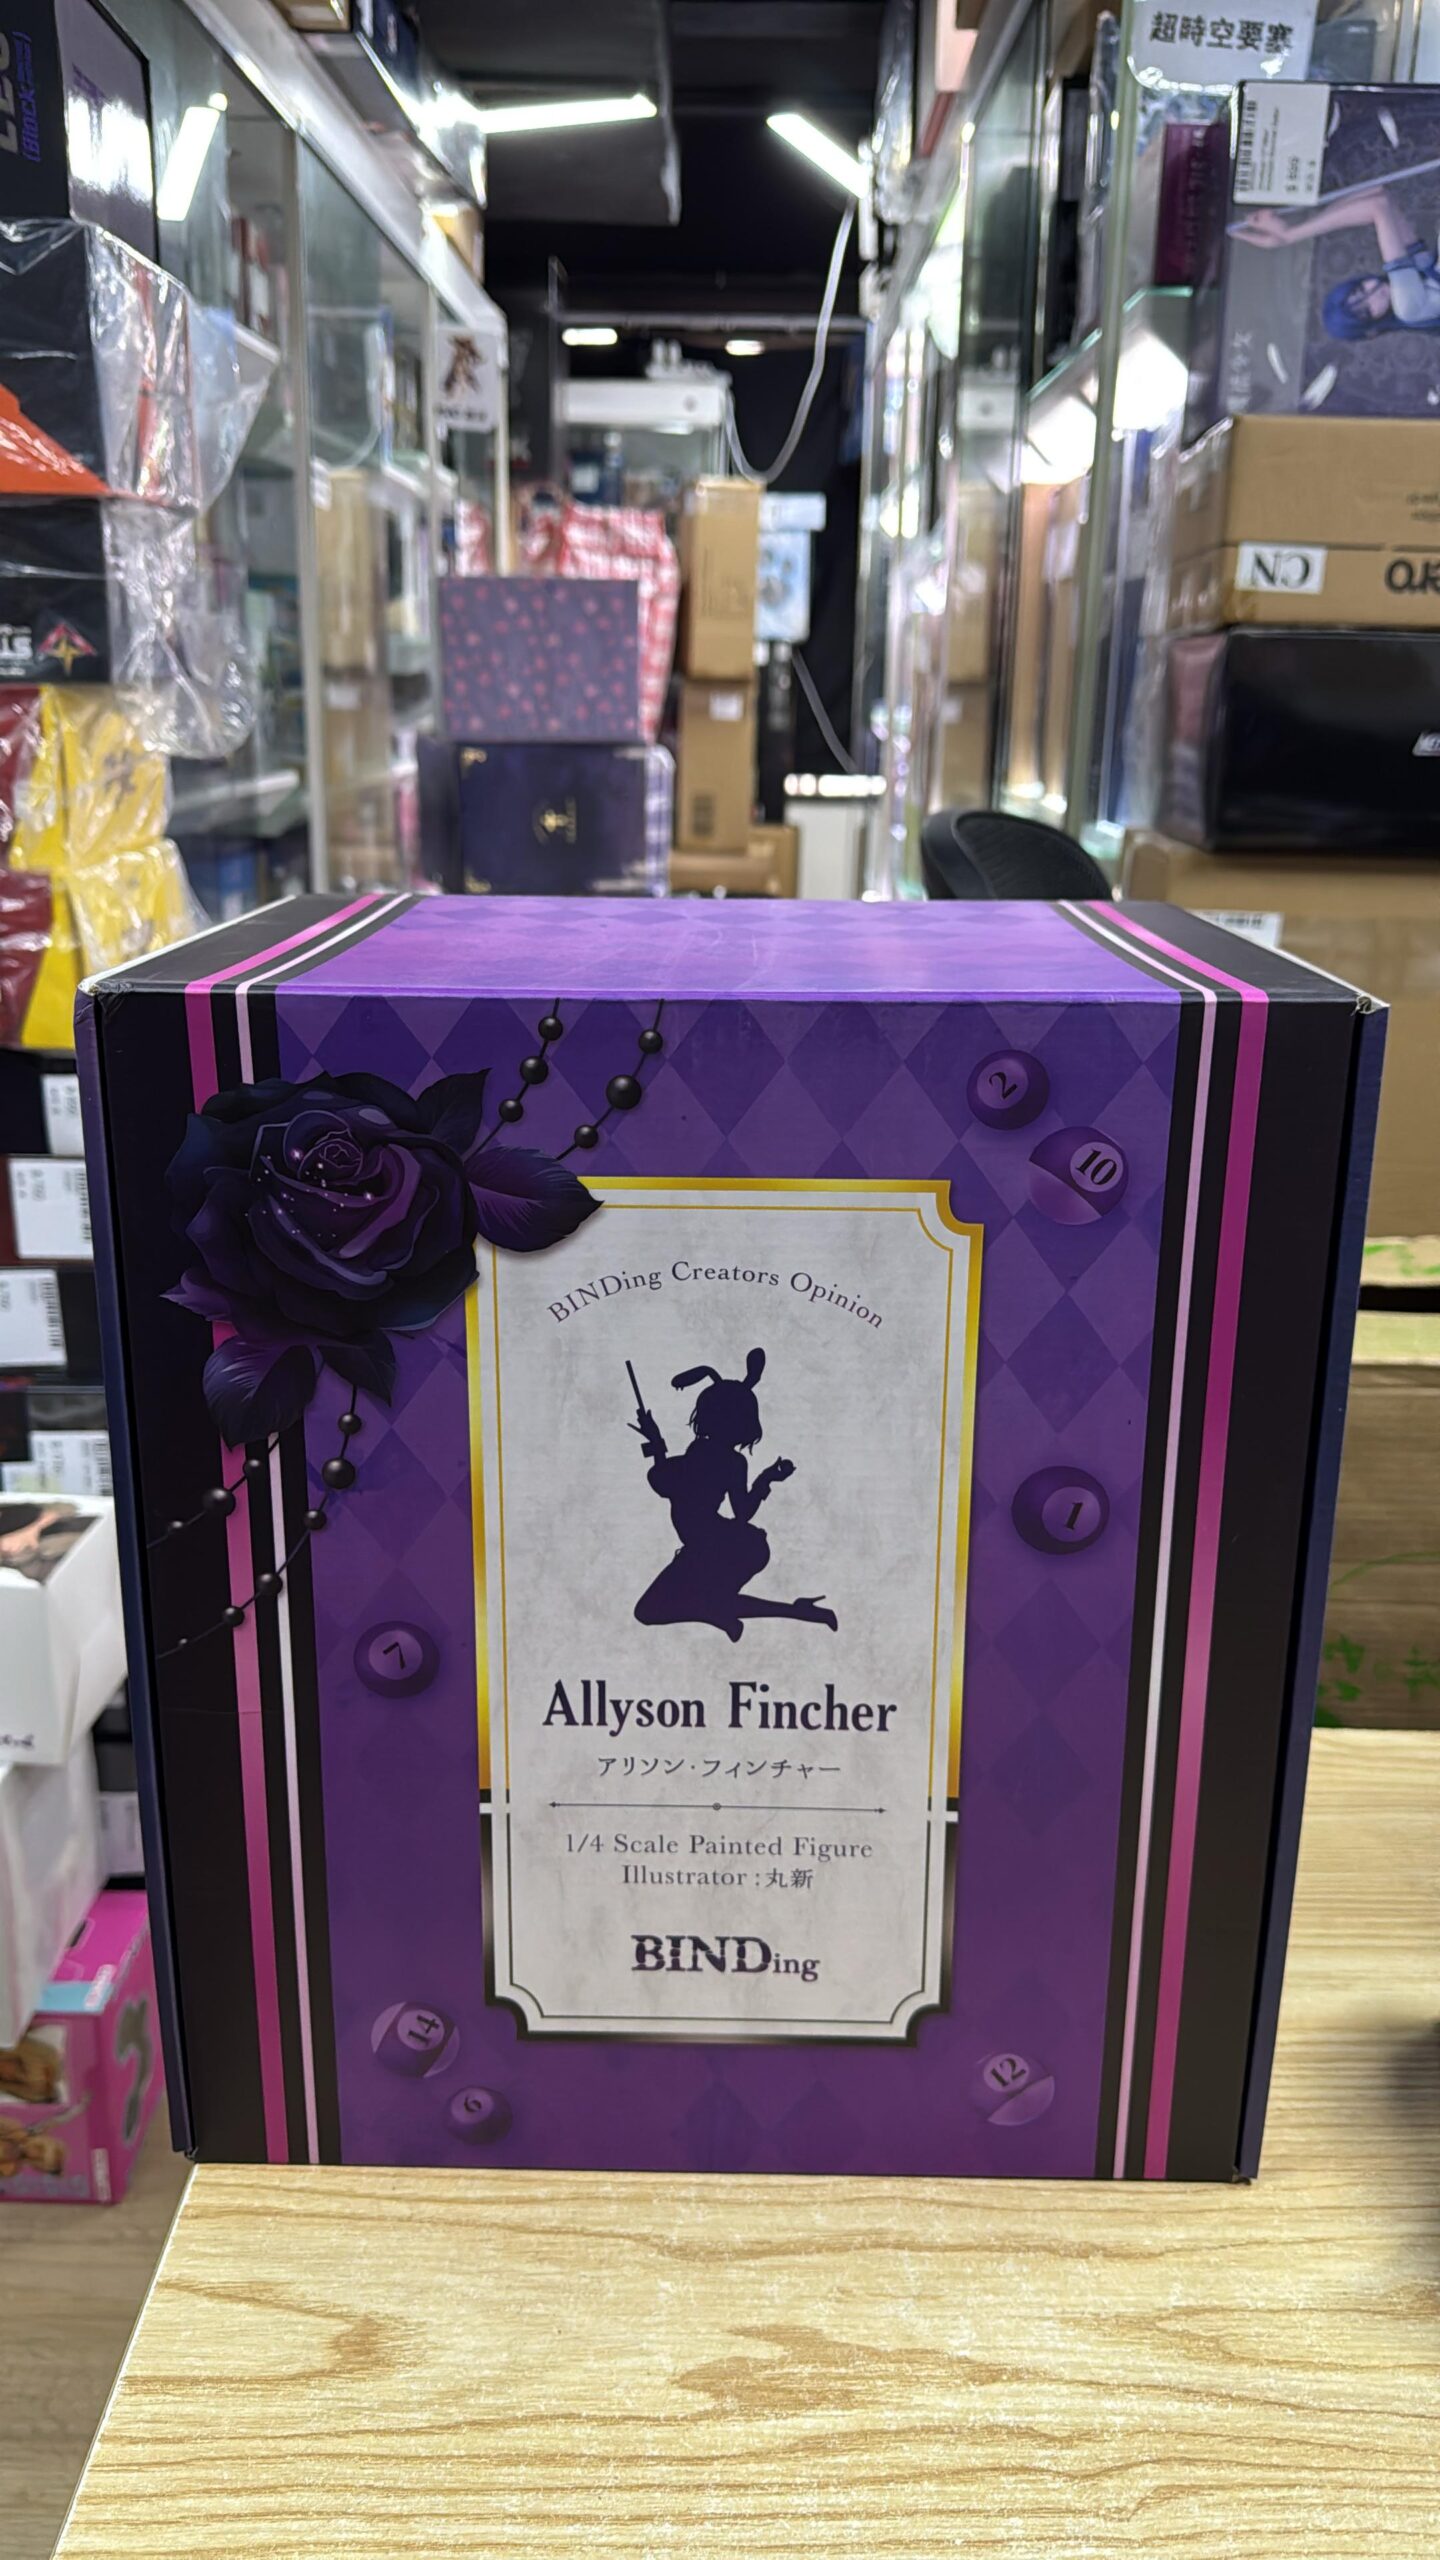 超時空要塞
CN
2
10
BINDing Creators Opinion
1
7
Allyson Fincher
アリソン・フィンチャー
1/4 Scale Painted Figure
Illustrator : 丸新
BINDing
14
6
12